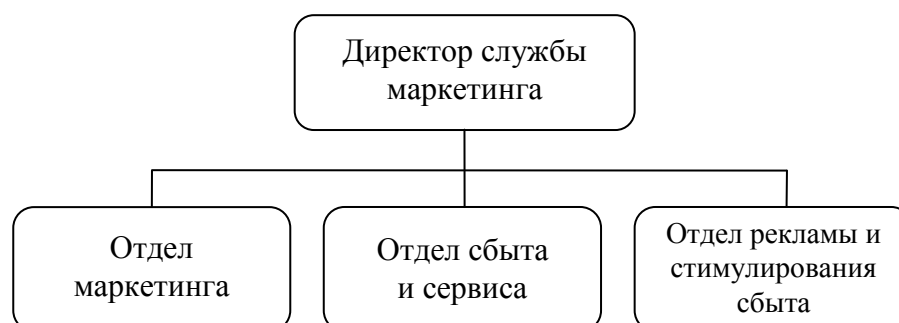 Директор службы
маркетинга
Отдел
маркетинга
Отдел сбыта
и сервиса
Отдел рекламы и
стимулирования
сбыта